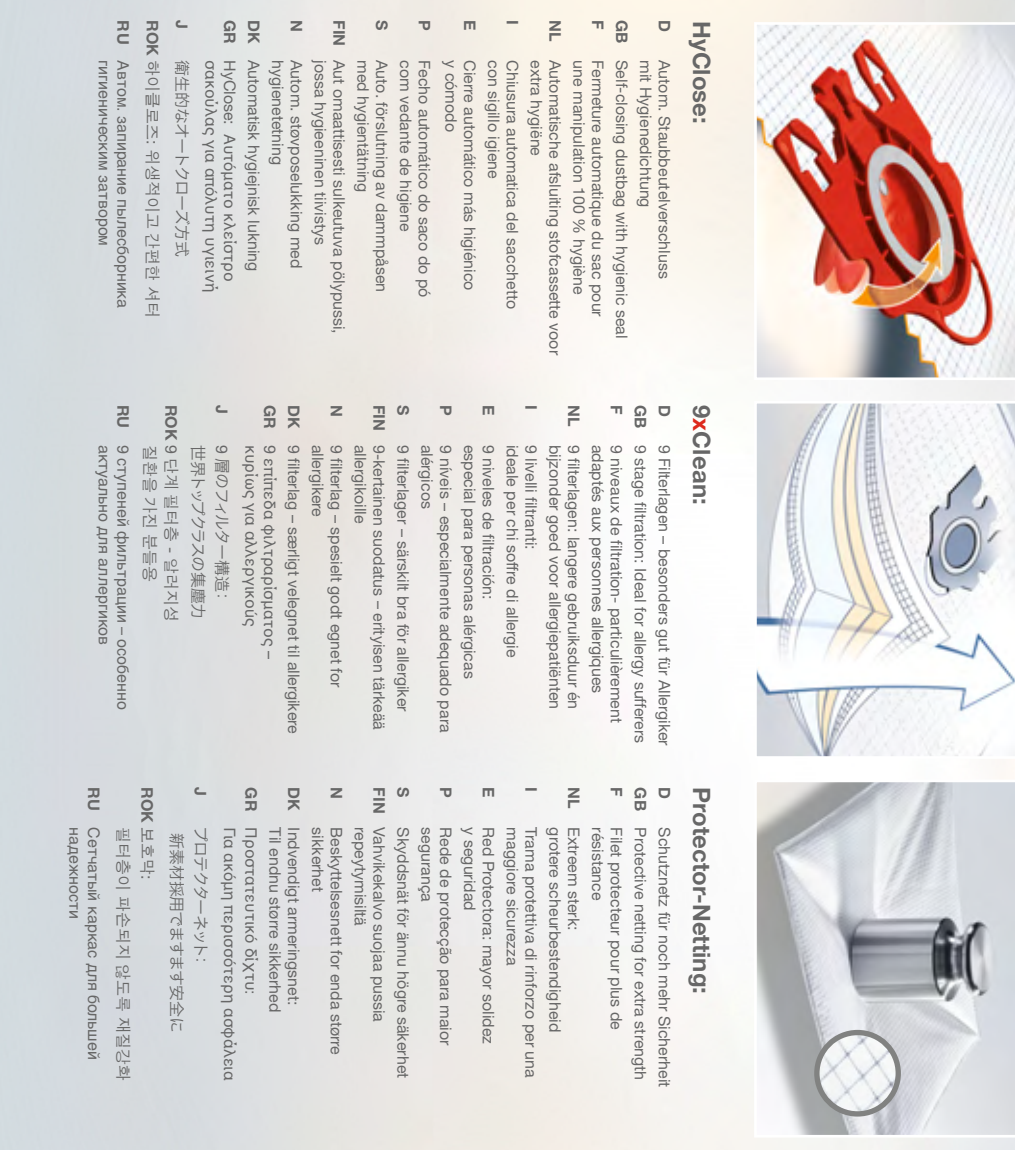 HyClose:
D Autom. Staubbeutelverschluss
mit Hygienedichtung
GB Self-closing dustbag with hygienic seal
F Fermeture automatique du sac pour
une manipulation 100 % hygiène
NL Automatische afsluiting stofcassette voor
extra hygiëne
I Chiusura automatica del sacchetto
con sigillo igiene
E Cierre automático más higiénico
y cómodo
P Fecho automático do saco do pó
com vedante de higiene
S Auto. förslutning av dammpåsen
med hygientätning
FIN Aut omaattisesti sulkeutuva pölypussi,
jossa hygieeninen tiivistys
N Autom. støvposelukking med
hygienetetning
DK Automatisk hygiejnisk lukning
GR HyClose: Αυτόματο κλείστρο
σακούλας για απόλυτη υγιεινή
J 衛生的なオートクローズ方式
ROK 하이클로즈: 위생적이고 간편한 셔터
RU Автом. запирание пылесборника
гигиеническим затвором
9xClean:
D 9 Filterlagen – besonders gut für Allergiker
GB 9 stage filtration: Ideal for allergy sufferers
F 9 niveaux de filtration- particulièrement
adaptés aux personnes allergiques
NL 9 filterlagen: langere gebruiksduur én
bijzonder goed voor allergiepatiënten
I 9 livelli filtranti:
ideale per chi soffre di allergie
E 9 niveles de filtración:
especial para personas alérgicas
P 9 níveis – especialmente adequado para
alérgicos
S 9 filterlager – särskilt bra för allergiker
FIN 9-kertainen suodatus – erityisen tärkeää
allergikoille
N 9 filterlag – spesielt godt egnet for
allergikere
DK 9 filterlag – særligt velegnet til allergikere
GR 9 επίπεδα φιλτραρίσματος –
κυρίως για αλλεργικούς
J 9 層のフィルター構造：
世界トップクラスの集塵力
ROK 9 단계 필터층 - 알러지성
질환을 가진 분들용
RU 9 ступеней фильтрации – особенно
актуально для аллергиков
Protector-Netting:
D Schutznetz für noch mehr Sicherheit
GB Protective netting for extra strength
F Filet protecteur pour plus de
résistance
NL Extreem sterk:
grotere scheurbestendigheid
I Trama protettiva di rinforzo per una
maggiore sicurezza
E Red Protectora: mayor solidez
y seguridad
P Rede de protecção para maior
segurança
S Skyddsnät för ännu högre säkerhet
FIN Vahvikekalvo suojaa pussia
repeytymisiltä
N Beskyttelsesnett for enda større
sikkerhet
DK Indvendigt armeringsnet:
Til endnu større sikkerhed
GR Προστατευτικό δίχτυ:
Για ακόμη περισσότερη ασφάλεια
J プロテクターネット：
新素材採用でますます安全に
ROK 보호막:
필터층이 파손되지 않도록 재질강화
RU Сетчатый каркас для большей
надежности